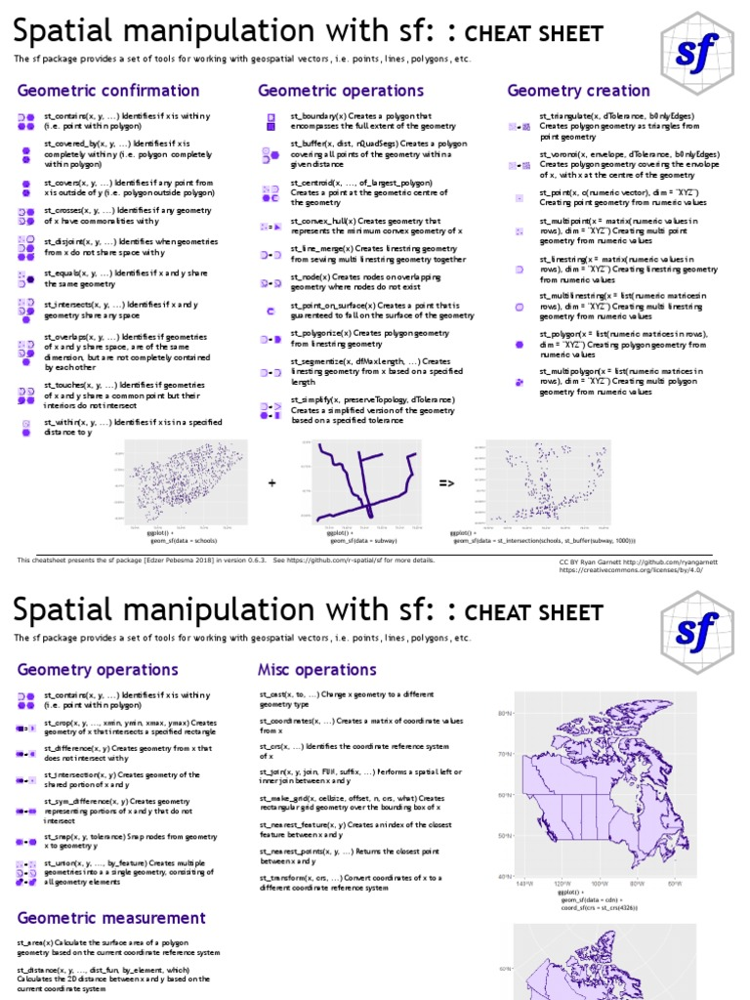 Spatial manipulation with sf: : CHEAT SHEET
The sf package provides a set of tools for working with geospatial vectors, i.e. points, lines, polygons, etc.
sf
Geometric confirmation
st_contains(x, y, ...) Identifies if x is within y
(i.e. point within polygon)
st_covered_by(x, y, ...) Identifies if x is
completely within y (i.e. polygon completely
within polygon)
st_covers(x, y, ...) Identifies if any point from
x is outside of y (i.e. polygon outside polygon)
st_crosses(x, y, ...) Identifies if any geometry
of x have commonalities with y
st_disjoint(x, y, ...) Identifies when geometries
from x do not share space with y
st_equals(x, y, ...) Identifies if x and y share
the same geometry
st_intersects(x, y, ...) Identifies if x and y
geometry share any space
st_overlaps(x, y, ...) Identifies if geometries
of x and y share space, are of the same
dimension, but are not completely contained
by each other
st_touches(x, y, ...) Identifies if geometries
of x and y share a common point but their
interiors do not intersect
st_within(x, y, ...) Identifies if x is in a specified
distance to y
Geometric operations
st_boundary(x) Creates a polygon that
encompasses the full extent of the geometry
st_buffer(x, dist, nQuadSegs) Creates a polygon
covering all points of the geometry within a
given distance
st_centroid(x, ..., of_largest_polygon)
Creates a point at the geometric centre of
the geometry
st_convex_hull(x) Creates geometry that
represents the minimum convex geometry of x
st_line_merge(x) Creates linestring geometry
from sewing multi linestring geometry together
st_node(x) Creates nodes on overlapping
geometry where nodes do not exist
st_point_on_surface(x) Creates a point that is
guarenteed to fall on the surface of the geometry
st_polygonize(x) Creates polygon geometry
from linestring geometry
st_segmentize(x, dfMaxLength, ...) Creates
linesting geometry from x based on a specified
length
st_simplify(x, preserveTopology, dTolerance)
Creates a simplified version of the geometry
based on a specified tolerance
Geometry creation
st_triangulate(x, dTolerance, bOnlyEdges)
Creates polygon geometry as triangles from
point geometry
st_voronoi(x, envelope, dTolerance, bOnlyEdges)
Creates polygon geometry covering the envolope
of x, with x at the centre of the geometry
st_point(x, c(numeric vector), dim = "XYZ")
Creating point geometry from numeric values
st_multipoint(x = matrix(numeric values in
rows), dim = "XYZ") Creating multi point
geometry from numeric values
st_linestring(x = matrix(numeric values in
rows), dim = "XYZ") Creating linestring geometry
from numeric values
st_multilinestring(x = list(numeric matricesin
rows), dim = "XYZ") Creating multi linestring
geometry from numeric values
st_polygon(x = list(numeric matrices in rows),
dim = "XYZ") Creating polygon geometry from
numeric values
st_multipolygon(x = list(numeric matrices in
rows), dim = "XYZ") Creating multi polygon
geometry from numeric values
+
=>
ggplot() +
geom_sf(data = schools)
ggplot() +
geom_sf(data = subway)
ggplot() +
geom_sf(data = st_intersection(schools, st_buffer(subway, 1000)))
This cheatsheet presents the sf package [Edzer Pebesma 2018] in version 0.6.3. See https://github.com/r-spatial/sf for more details.
CC BY Ryan Garnett http://github.com/ryangarnett
https://creativecommons.org/licenses/by/4.0/
Spatial manipulation with sf: : CHEAT SHEET
The sf package provides a set of tools for working with geospatial vectors, i.e. points, lines, polygons, etc.
sf
Geometry operations
st_contains(x, y, ...) Identifies if x is within y
(i.e. point within polygon)
st_crop(x, y, ..., xmin, ymin, xmax, ymax) Creates
geometry of x that intersects a specified rectangle
st_difference(x, y) Creates geometry from x that
does not intersect with y
st_intersection(x, y) Creates geometry of the
shared portion of x and y
st_sym_difference(x, y) Creates geometry
representing portions of x and y that do not
intersect
st_snap(x, y, tolerance) Snap nodes from geometry
x to geometry y
st_union(x, y, ..., by_feature) Creates multiple
geometries into a a single geometry, consisiting of
all geometry elements
Geometric measurement
st_area(x) Calculate the surface area of a polygon
geometry based on the current coordinate reference system
st_distance(x, y, ..., dist_fun, by_element, which)
Calculates the 2D distance between x and y based on the
current coordinate system
Misc operations
st_cast(x, to, ...) Change x geometry to a different
geometry type
st_coordinates(x, ...) Creates a matrix of coordinate values
from x
st_crs(x, ...) Identifies the coordinate reference system
of x
st_join(x, y, join, FUN, suffix, ...) Performs a spatial left or
inner join between x and y
st_make_grid(x, cellsize, offset, n, crs, what) Creates
rectangular grid geometry over the bounding box of x
st_nearest_feature(x, y) Creates an index of the closest
feature between x and y
st_nearest_points(x, y, ...) Returns the closest point
between x and y
st_transform(x, crs, ...) Convert coordinates of x to a
different coordinate reference system
80°N
70°N
60°N
50°N
40°N
140°W 120°W 100°W 80°W 60°W
ggplot() +
geom_sf(data = cdn) +
coord_sf(crs = st_crs(4326))